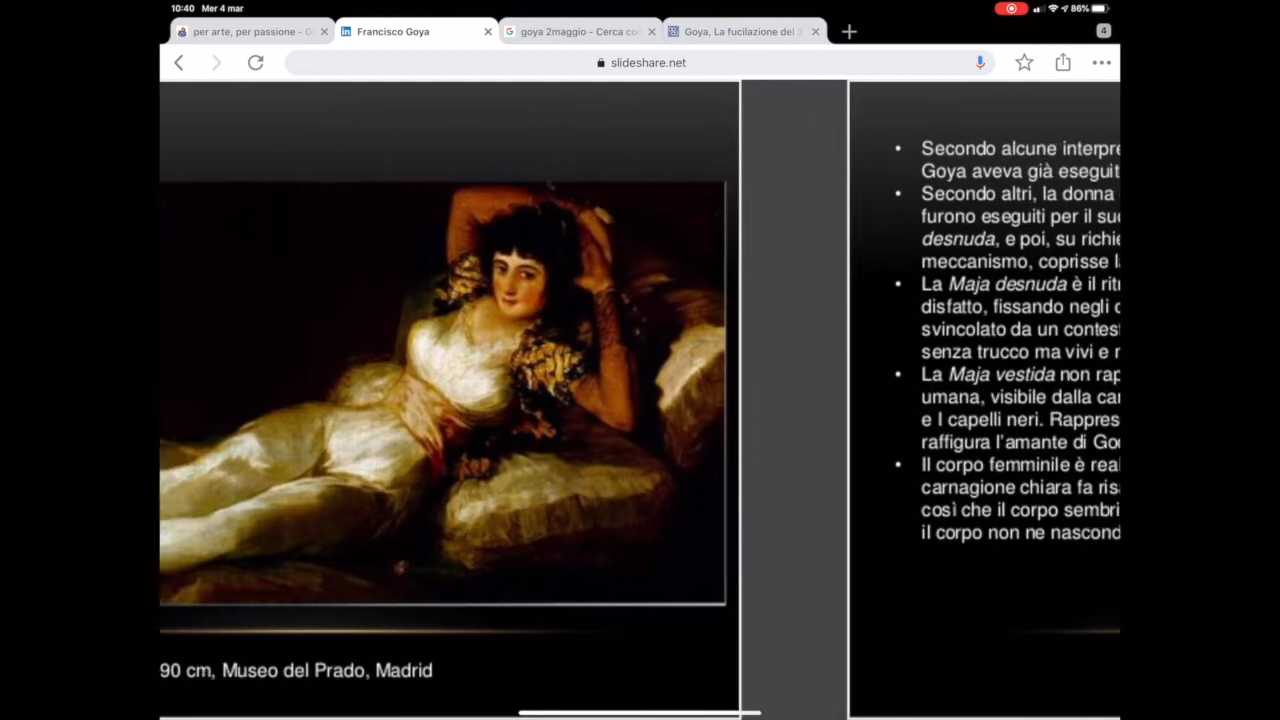 10:40 Mer 4 mar
86%
per arte, per passione - G
Francisco Goya
goya 2maggio - Cerca con
Goya, La fucilazione del 3
4
slideshare.net
Secondo alcune interpre
Goya aveva già eseguit
Secondo altri, la donna
furono eseguiti per il suo
desnuda, e poi, su richie
meccanismo, coprisse l
La Maja desnuda è il rit
disfatto, fissando negli o
svincolato da un contest
senza trucco ma vivi e r
La Maja vestida non rap
umana, visibile dalla car
e I capelli neri. Rappres
raffigura l'amante di Goo
Il corpo femminile è real
carnagione chiara fa risa
così che il corpo sembri
il corpo non ne nascond
90 cm, Museo del Prado, Madrid